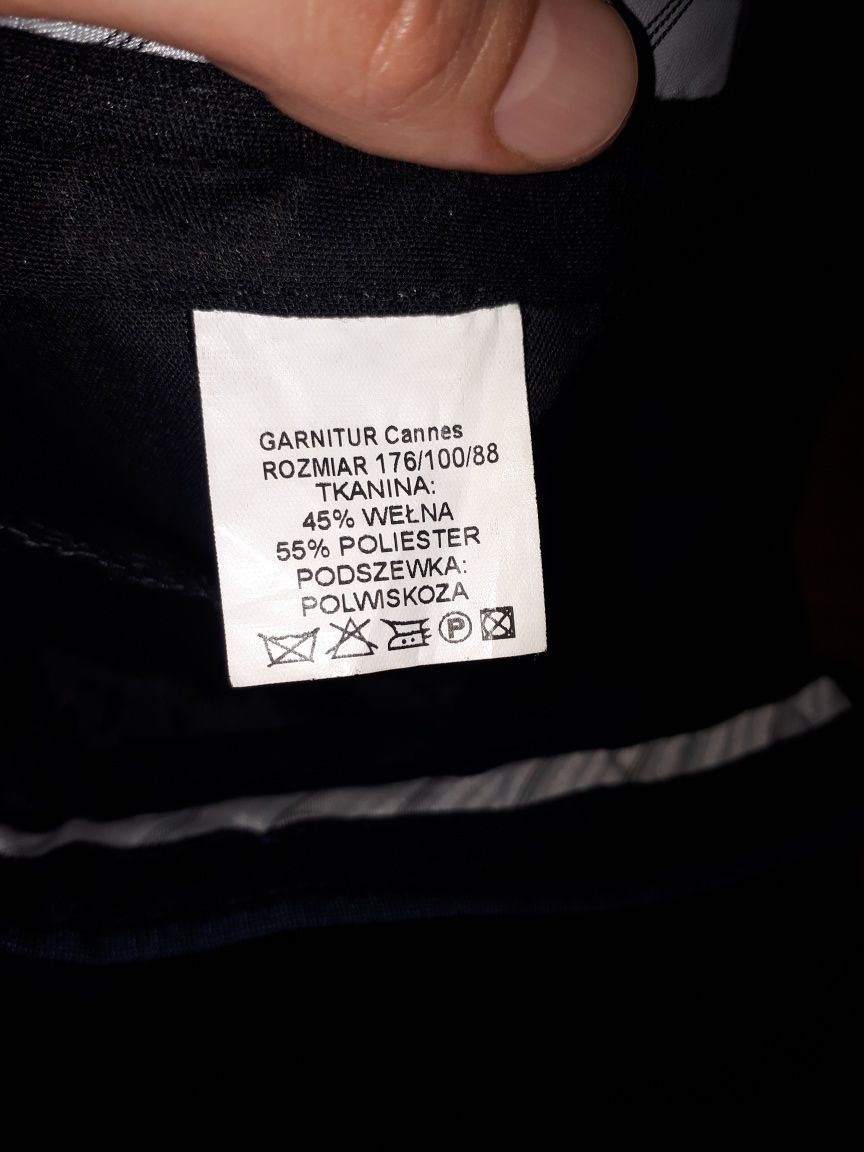 GARNITUR Cannes
ROZMIAR 176/100/88
TKANINA:
45% WEŁNA
55% POLIESTER
PODSZEWKA:
POLWISKOZA
P